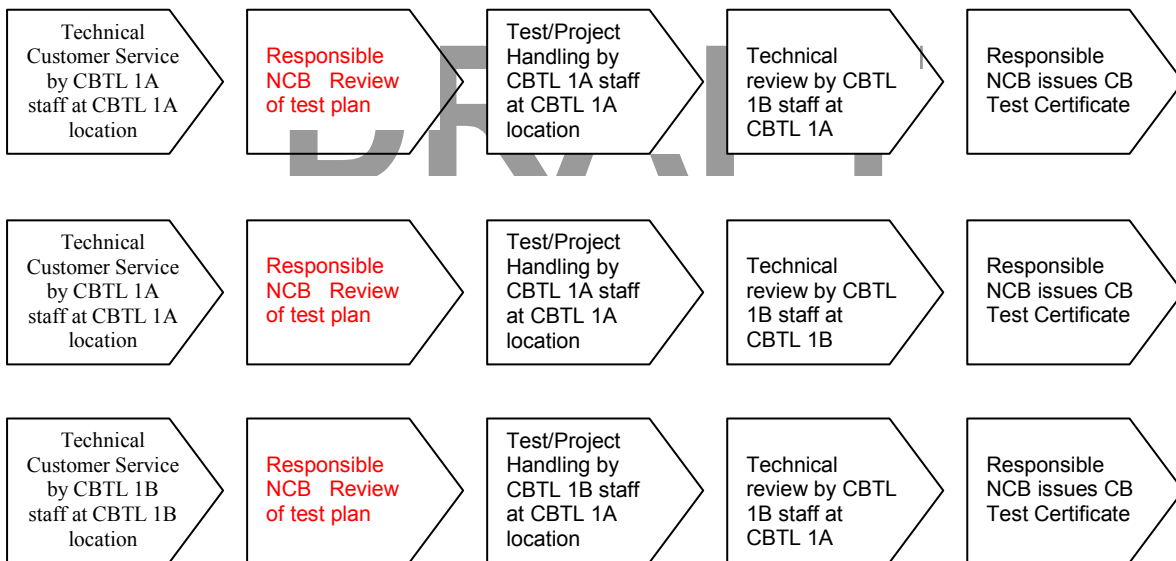 Technical
Customer Service
by CBTL 1A
staff at CBTL 1A
location
Responsible
NCB Review
of test plan
Test/Project
Handling by
CBTL 1A staff
at CBTL 1A
location
Technical
review by CBTL
1B staff at
CBTL 1A
Responsible
NCB issues CB
Test Certificate
DRAFT
Technical
Customer Service
by CBTL 1A
staff at CBTL 1A
location
Responsible
NCB Review
of test plan
Test/Project
Handling by
CBTL 1A staff
at CBTL 1A
location
Technical
review by CBTL
1B staff at
CBTL 1B
Responsible
NCB issues CB
Test Certificate
Technical
Customer Service
by CBTL 1B
staff at CBTL 1B
location
Responsible
NCB Review
of test plan
Test/Project
Handling by
CBTL 1B staff
at CBTL 1A
location
Technical
review by CBTL
1B staff at
CBTL 1A
Responsible
NCB issues CB
Test Certificate